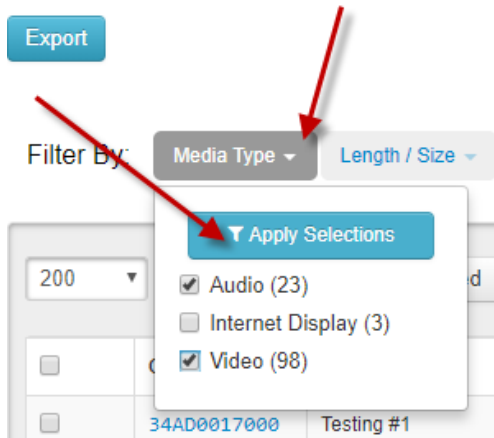 Export
Filter By: Media Type Length / Size
Apply Selections
200
Audio (23)
Internet Display (3)
Video (98)
34AD0017000 Testing #1